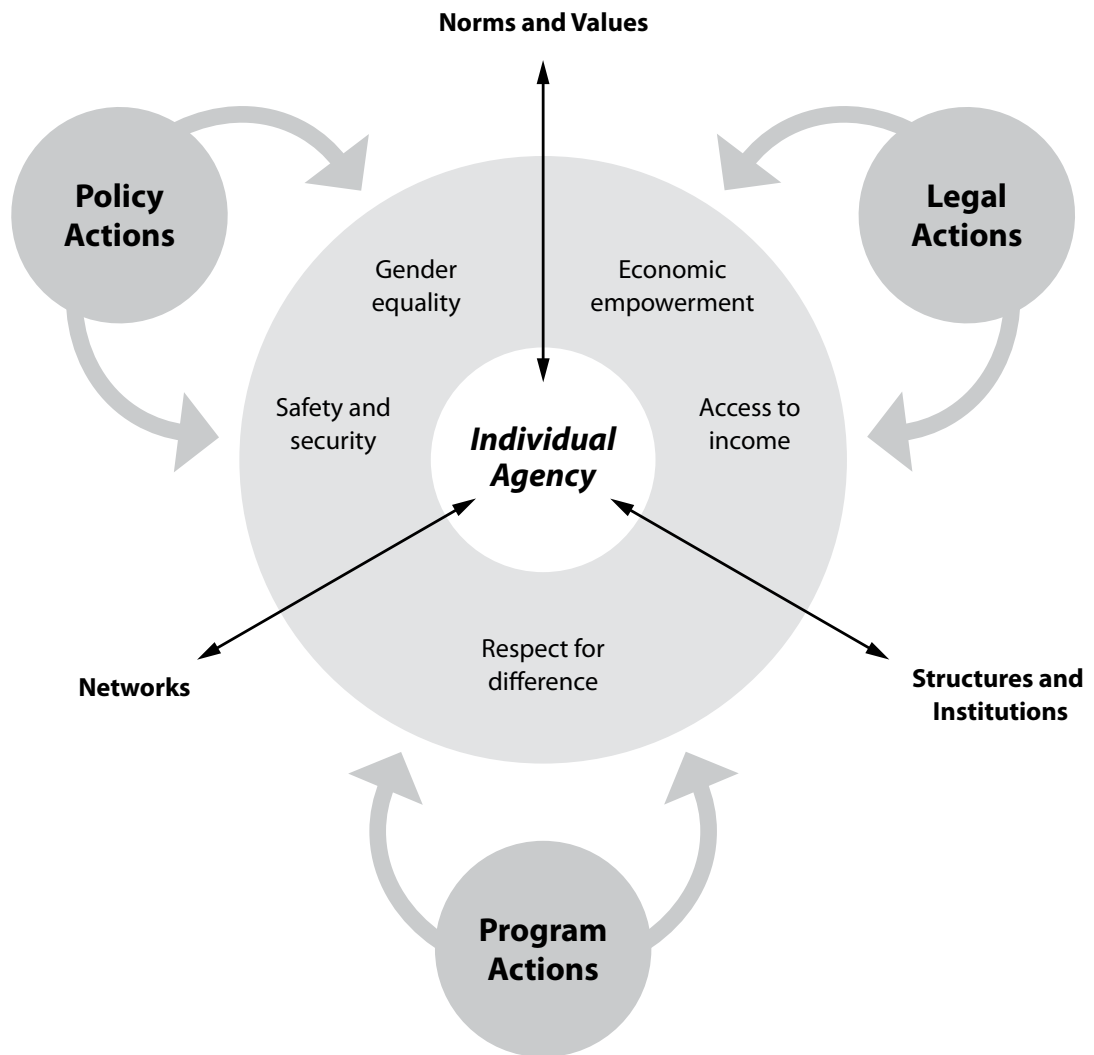 Norms and Values
Policy
Actions
Legal
Actions
Gender
equality
Economic
empowerment
Safety and
security
Individual
Agency
Access to
income
Respect for
difference
Networks
Structures and
Institutions
Program
Actions